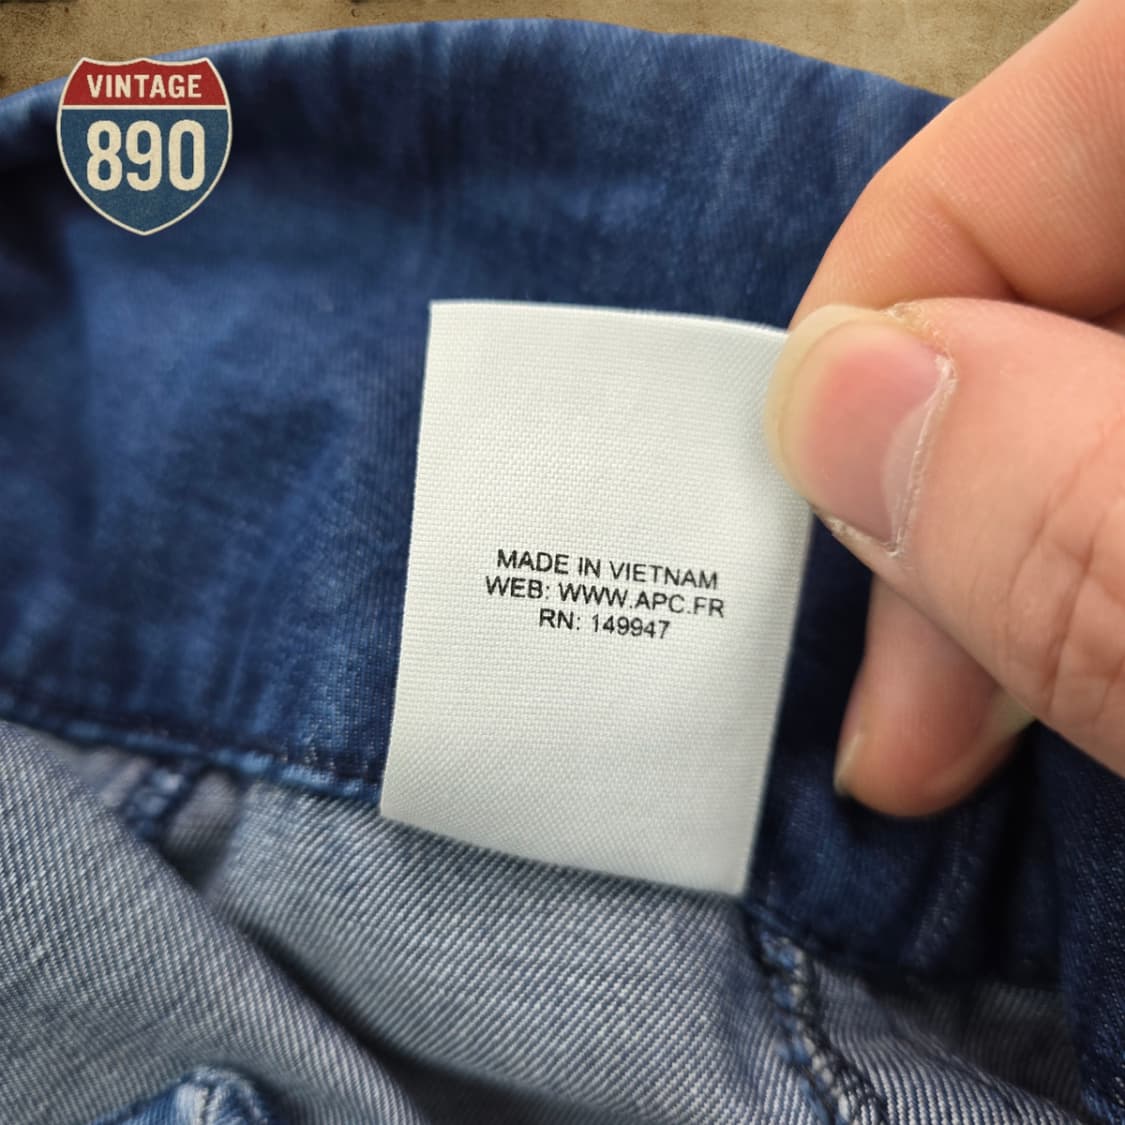 VINTAGE
890
MADE IN VIETNAM
WEB: WWW.APC.FR
RN: 149947